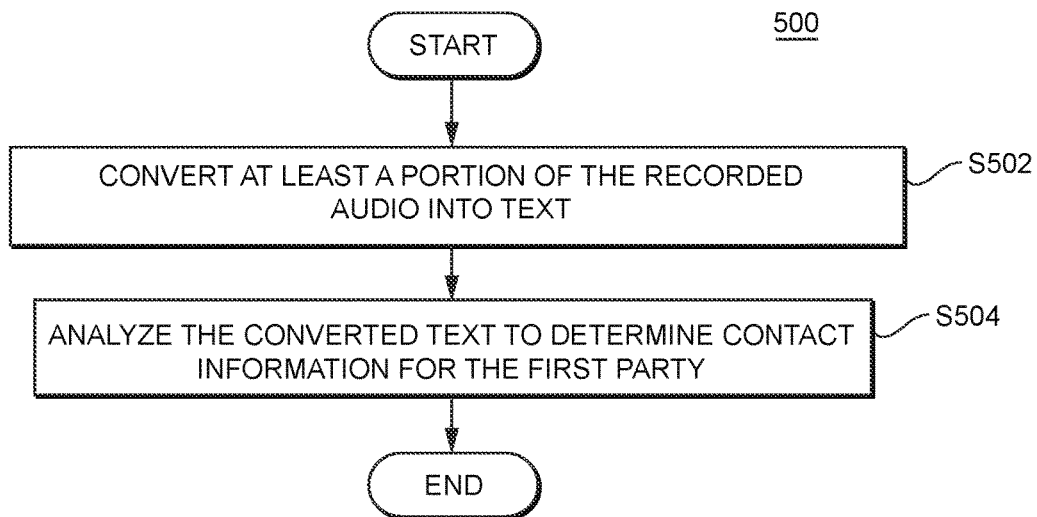 500
START
CONVERT AT LEAST A PORTION OF THE RECORDED
AUDIO INTO TEXT
S502
ANALYZE THE CONVERTED TEXT TO DETERMINE CONTACT
INFORMATION FOR THE FIRST PARTY
S504
END